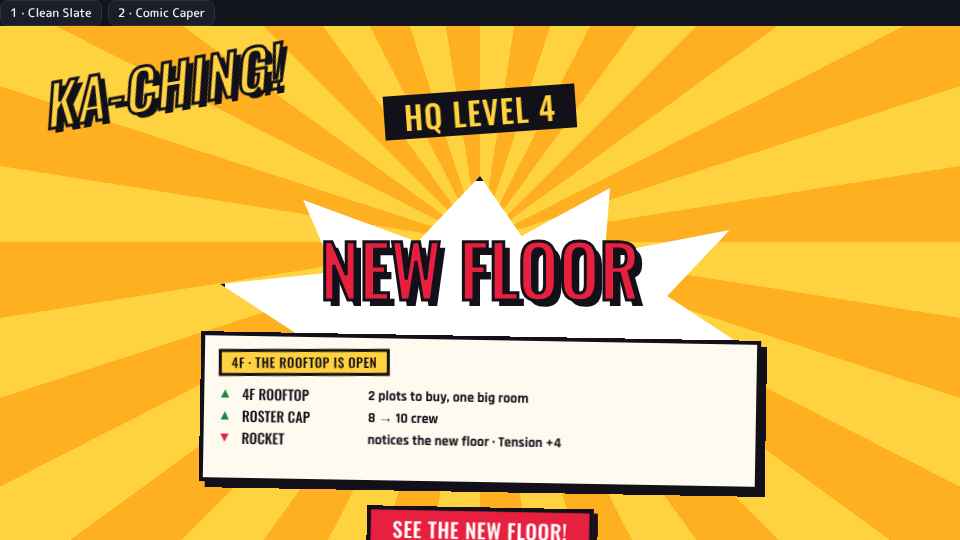 1 · Clean Slate
2 · Comic Caper
KA-CHING!
HQ LEVEL 4
NEW FLOOR
4F · THE ROOFTOP IS OPEN
▲ 4F ROOFTOP 2 plots to buy, one big room
▲ ROSTER CAP 8 → 10 crew
▼ ROCKET notices the new floor · Tension +4
SEE THE NEW FLOOR!